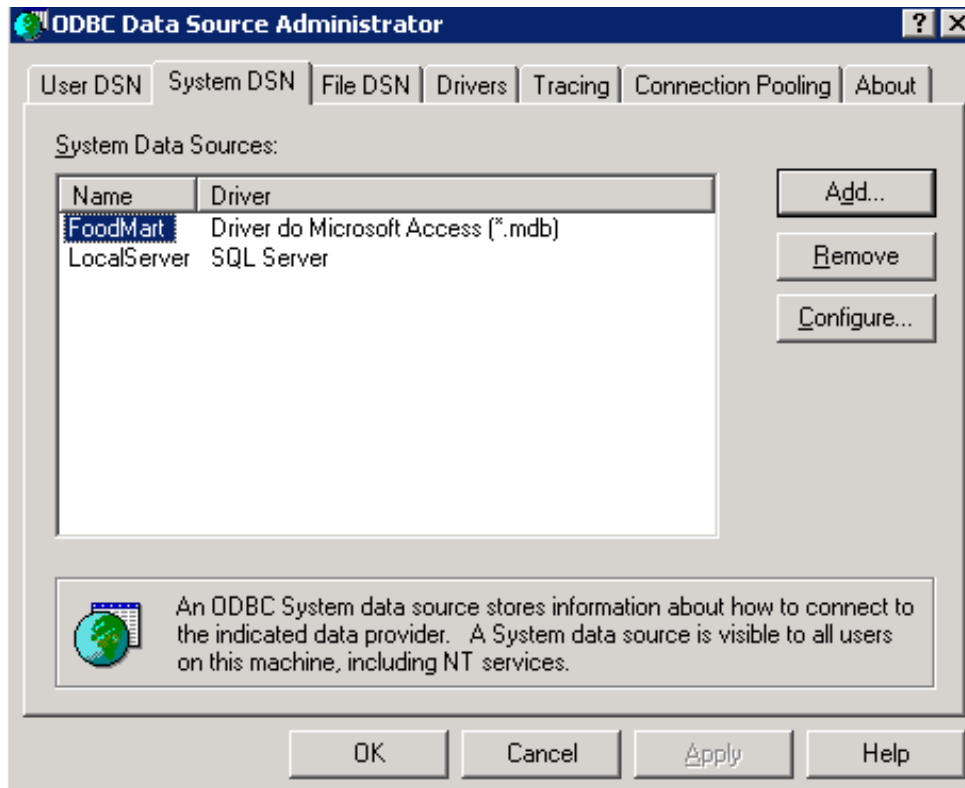 ODBC Data Source Administrator
User DSN System DSN File DSN Drivers Tracing Connection Pooling About
System Data Sources:
Name Driver
FoodMart Driver do Microsoft Access (*.mdb)
LocalServer SQL Server
Add...
Remove
Configure...
An ODBC System data source stores information about how to connect to
the indicated data provider. A System data source is visible to all users
on this machine, including NT services.
OK Cancel Apply Help